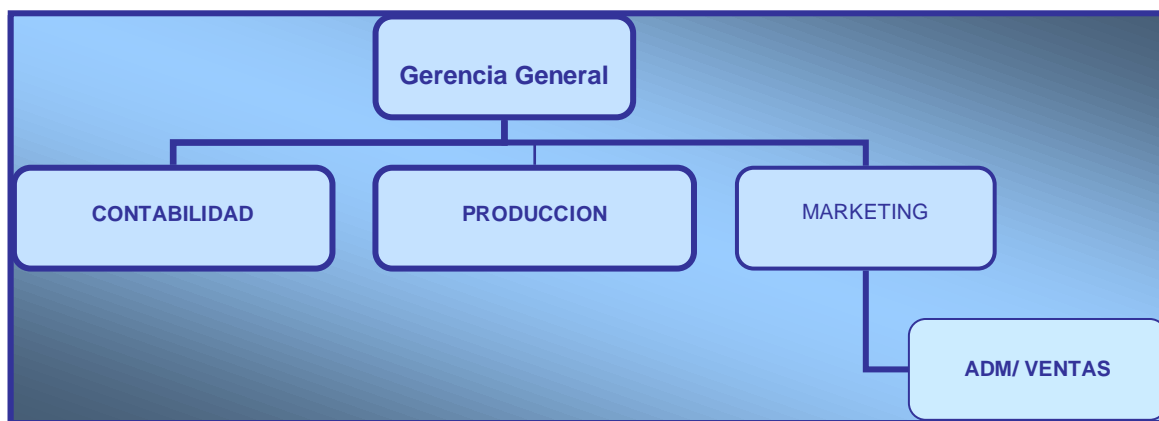 Gerencia General
CONTABILIDAD
PRODUCCION
MARKETING
ADM/ VENTAS